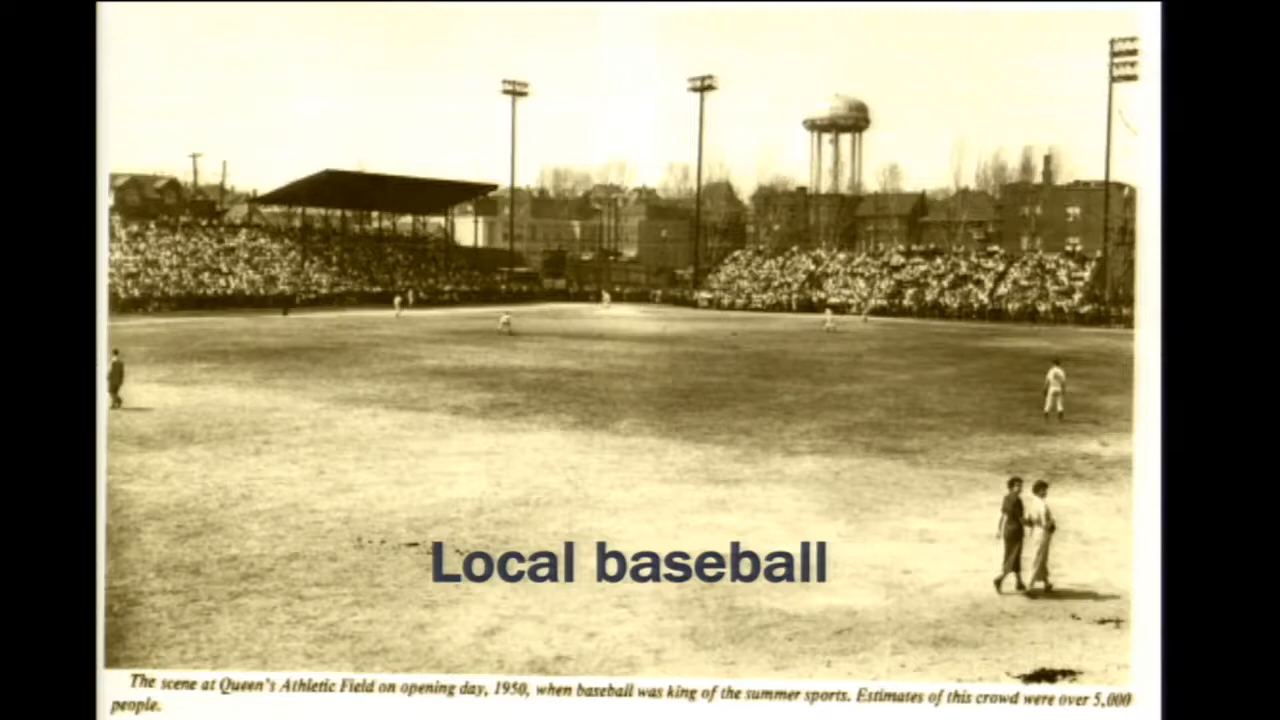 Local baseball
The scene at Queen's Athletic Field on opening day, 1950, when baseball was king of the summer sports. Estimates of this crowd were over 5,000
people.